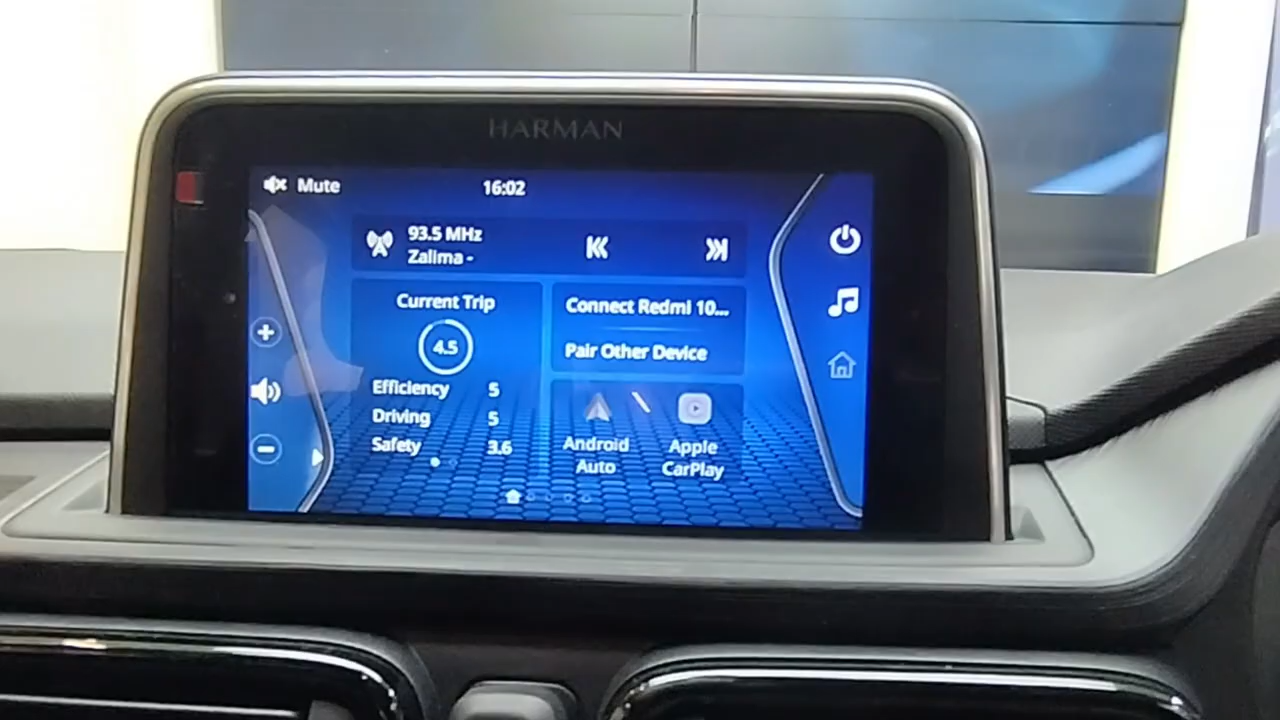 HARMAN
Mute
16:02
93.5 MHz
Zalima -
Current Trip
4.5
Efficiency 5
Driving 5
Safety 3.6
Connect Redmi 10...
Pair Other Device
Android
Auto
Apple
CarPlay